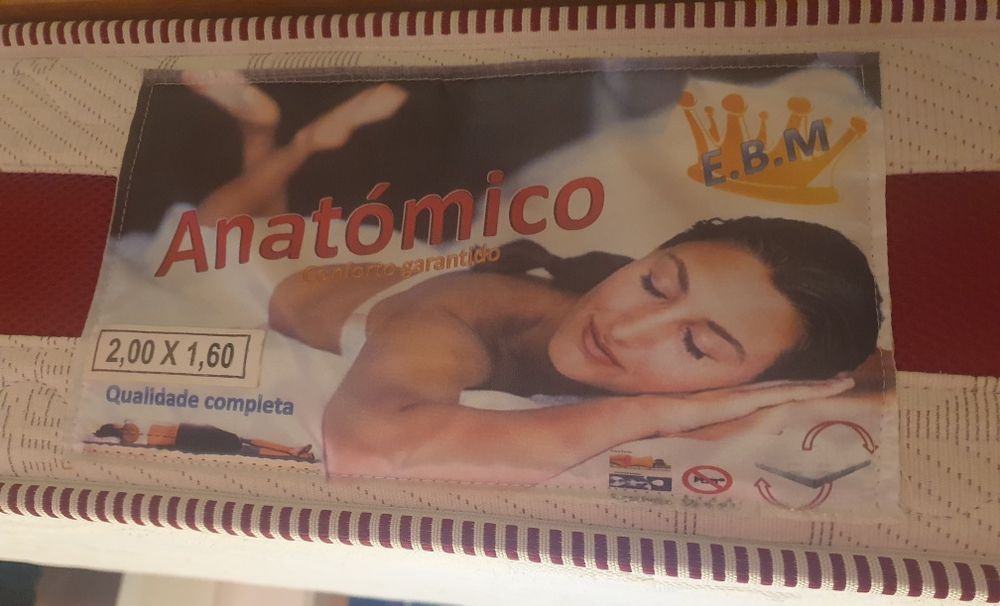 E.B.M
Anatómico
Conforto garantido
2,00 X 1,60
Qualidade completa